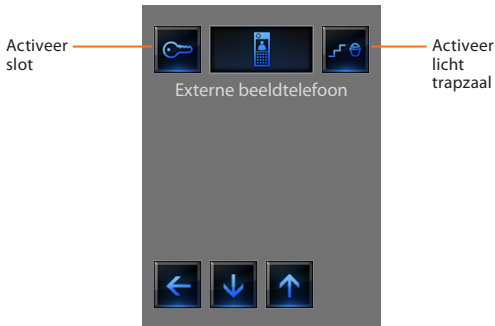 Activeer
slot
Activeer
licht
trapzaal
Externe beeldtelefoon